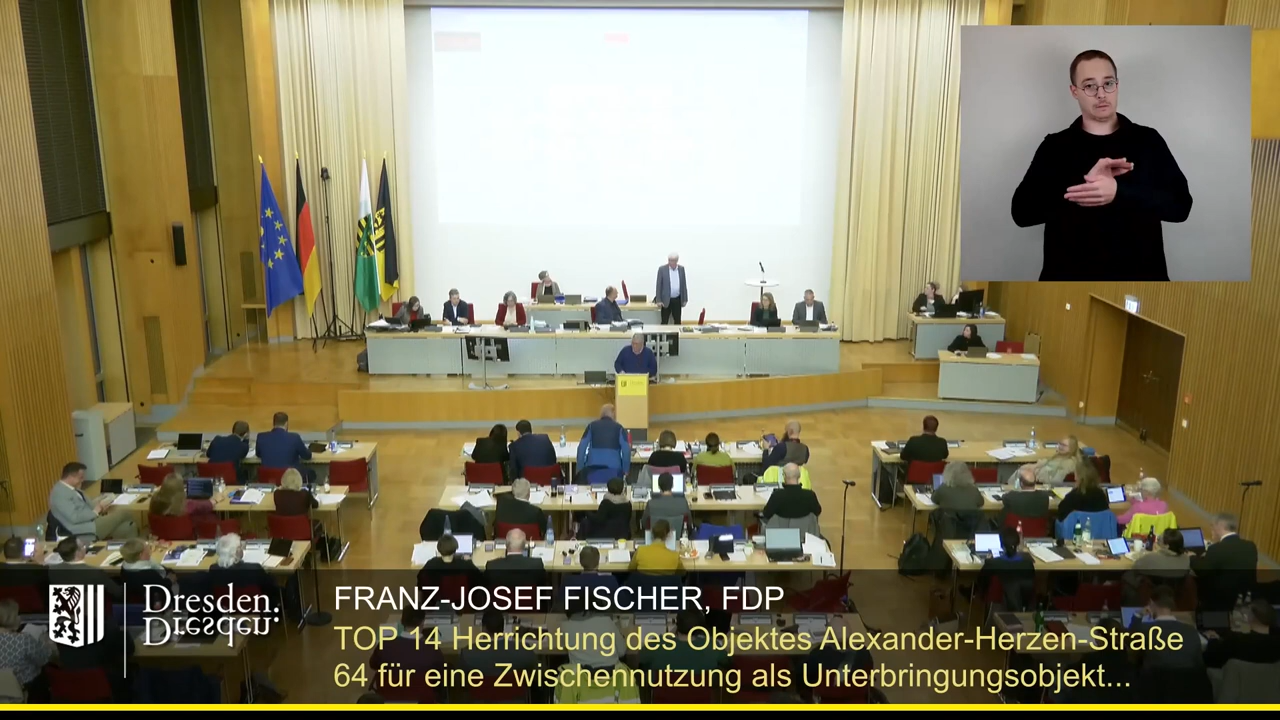 Dresden.
Dresden.
FRANZ-JOSEF FISCHER, FDP
TOP 14 Herrichtung des Objektes Alexander-Herzen-Straße
64 für eine Zwischennutzung als Unterbringungsobjekt...